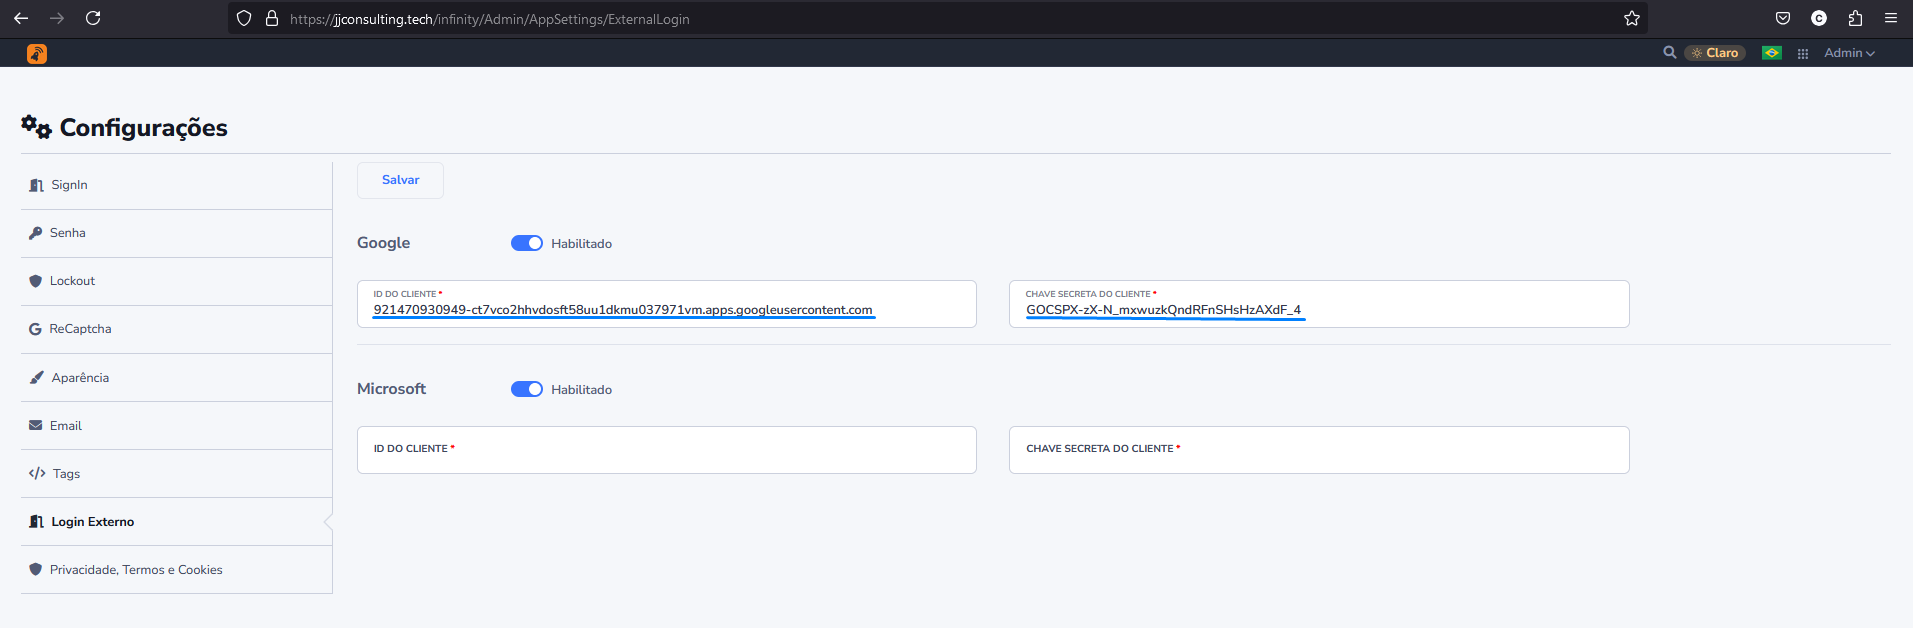 https://jjconsulting.tech/infinity/Admin/AppSettings/ExternalLogin
C
Claro
Admin
Configurações
SignIn
Senha
Lockout
ReCaptcha
Aparência
Email
Tags
Login Externo
Privacidade, Termos e Cookies
Salvar
Google Habilitado
ID DO CLIENTE * CHAVE SECRETA DO CLIENTE *
921470930949-ct7vco2hhvdosft58uu1dkmu037971vm.apps.googleusercontent.com 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
Microsoft Habilitado
ID DO CLIENTE * CHAVE SECRETA DO CLIENTE *